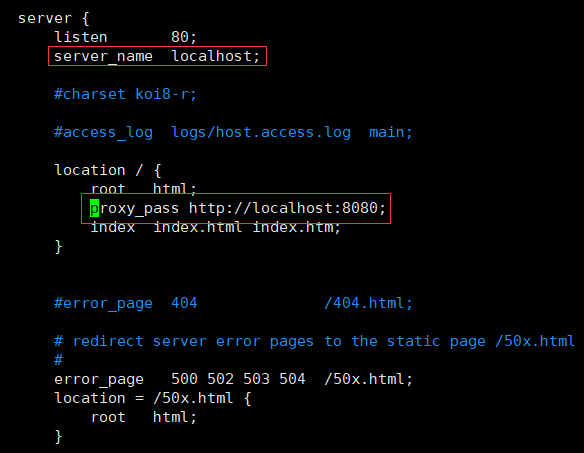 server {
    listen       80;
    server_name  localhost;

    #charset koi8-r;

    #access_log  logs/host.access.log  main;

    location / {
        root   html;
        proxy_pass http://localhost:8080;
        index  index.html index.htm;
    }


    #error_page  404              /404.html;

    # redirect server error pages to the static page /50x.html
    #
    error_page   500 502 503 504  /50x.html;
    location = /50x.html {
        root   html;
    }